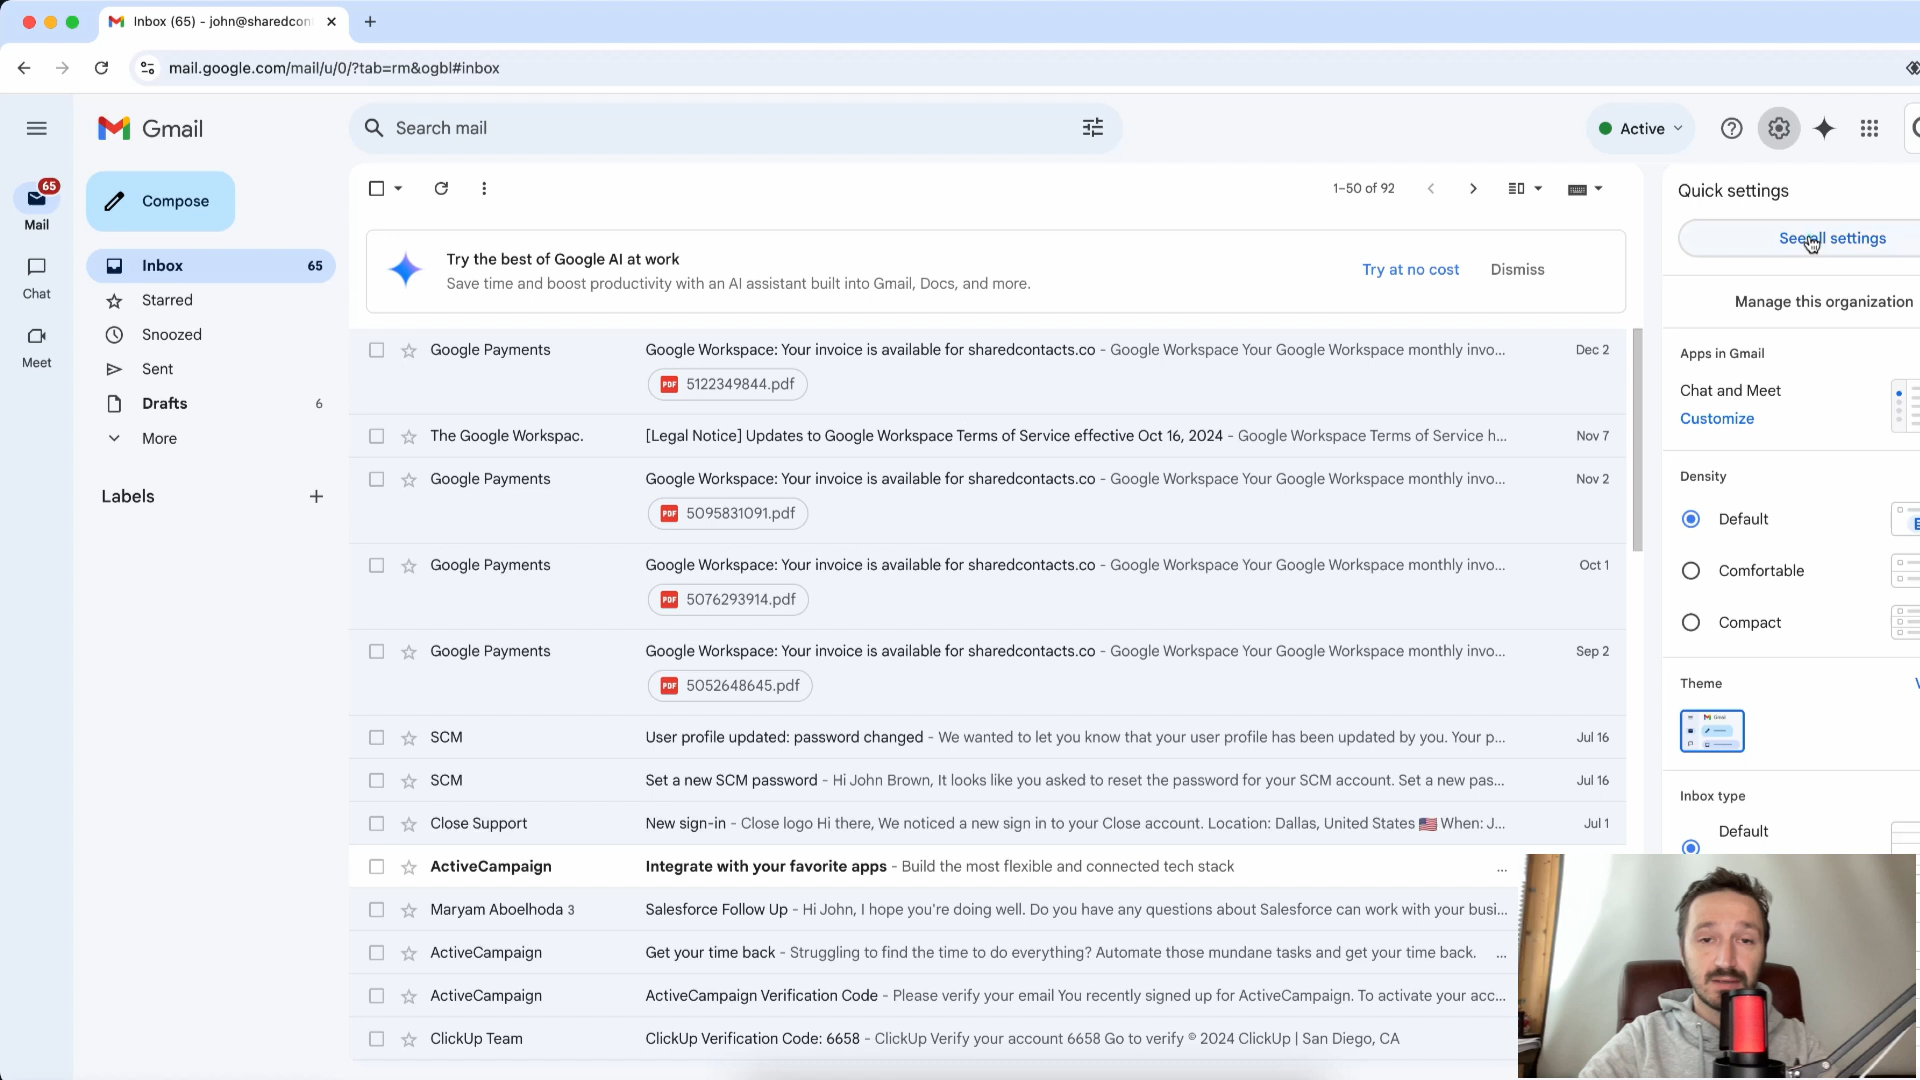 Inbox (65) - john@sharedcon
mail.google.com/mail/u/0/?tab=rm&ogbl#inbox
Gmail
Search mail
Active
65
Mail
Chat
Meet
Compose
Inbox 65
Starred
Snoozed
Sent
Drafts 6
More
Labels
1–50 of 92
Try the best of Google AI at work
Save time and boost productivity with an AI assistant built into Gmail, Docs, and more.
Try at no cost Dismiss
Google Payments Google Workspace: Your invoice is available for sharedcontacts.co - Google Workspace Your Google Workspace monthly invo... Dec 2
PDF 5122349844.pdf
The Google Workspac. [Legal Notice] Updates to Google Workspace Terms of Service effective Oct 16, 2024 - Google Workspace Terms of Service h... Nov 7
Google Payments Google Workspace: Your invoice is available for sharedcontacts.co - Google Workspace Your Google Workspace monthly invo... Nov 2
PDF 5095831091.pdf
Google Payments Google Workspace: Your invoice is available for sharedcontacts.co - Google Workspace Your Google Workspace monthly invo... Oct 1
PDF 5076293914.pdf
Google Payments Google Workspace: Your invoice is available for sharedcontacts.co - Google Workspace Your Google Workspace monthly invo... Sep 2
PDF 5052648645.pdf
SCM User profile updated: password changed - We wanted to let you know that your user profile has been updated by you. Your p... Jul 16
SCM Set a new SCM password - Hi John Brown, It looks like you asked to reset the password for your SCM account. Set a new pas... Jul 16
Close Support New sign-in - Close logo Hi there, We noticed a new sign in to your Close account. Location: Dallas, United States 🇺🇸 When: J... Jul 1
ActiveCampaign Integrate with your favorite apps - Build the most flexible and connected tech stack ...
Maryam Aboelhoda 3 Salesforce Follow Up - Hi John, I hope you're doing well. Do you have any questions about Salesforce can work with your busi...
ActiveCampaign Get your time back - Struggling to find the time to do everything? Automate those mundane tasks and get your time back. ...
ActiveCampaign ActiveCampaign Verification Code - Please verify your email You recently signed up for ActiveCampaign. To activate your acc...
ClickUp Team ClickUp Verification Code: 6658 - ClickUp Verify your account 6658 Go to verify © 2024 ClickUp | San Diego, CA
Quick settings
See all settings
Manage this organization
Apps in Gmail
Chat and Meet
Customize
Density
Default
Comfortable
Compact
Theme
Gmail
Inbox type
Default